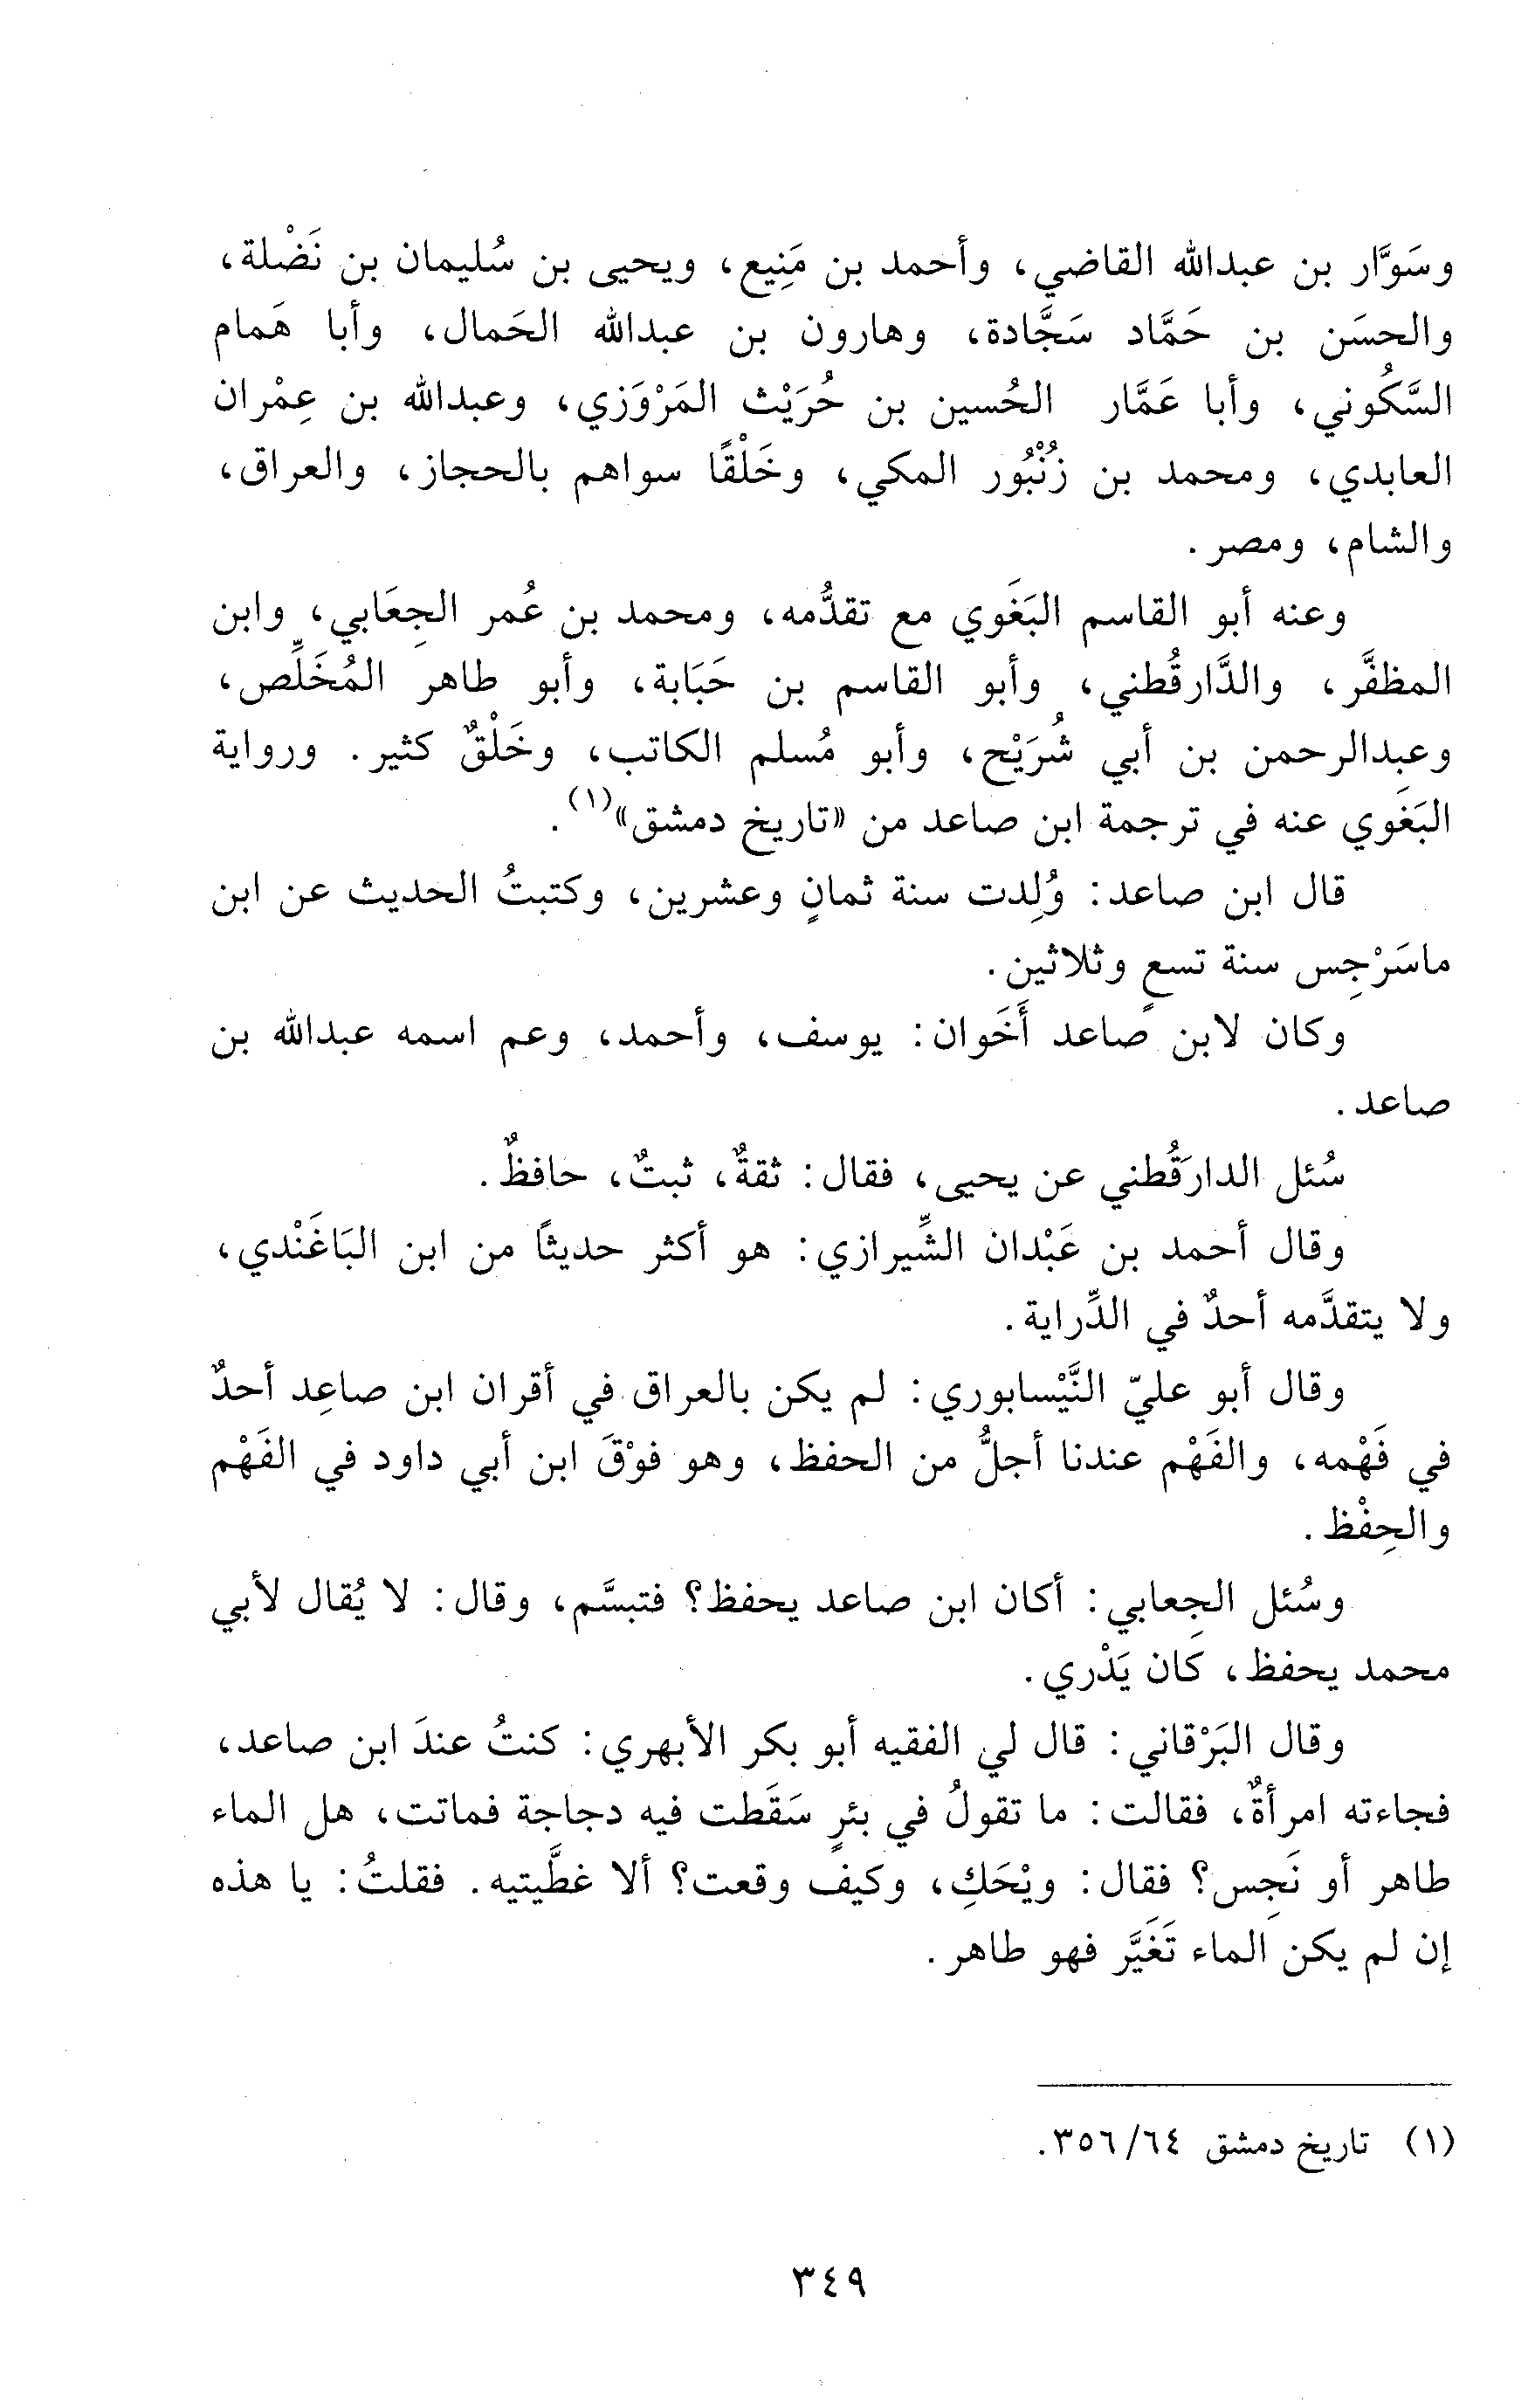 وسَوَّار بن عبدالله القاضي، وأحمد بن مَنِيع، ويحيى بن سُليمان بن نَضْلة،
والحسَن بن حَمَّاد سَجَّادة، وهارون بن عبدالله الحَمال، وأبا هَمام
السَّكُوني، وأبا عَمَّار الحُسين بن حُرَيْث المَرْوَزي، وعبدالله بن عِمْران
العابدي، ومحمد بن زُنْبُور المكي، وخَلْقًا سواهم بالحجاز، والعراق،
والشام، ومصر.
وعنه أبو القاسم البَغَوي مع تقدُّمه، ومحمد بن عُمر الجِعَابي، وابن
المظفَّر، والدَّارقُطني، وأبو القاسم بن حَبَابة، وأبو طاهر المُخَلِّص،
وعبدالرحمن بن أبي شُرَيْح، وأبو مُسلم الكاتب، وخَلْقٌ كثير. ورواية
البَغَوي عنه في ترجمة ابن صاعد من «تاريخ دمشق»(١).
قال ابن صاعد: وُلِدت سنة ثمانٍ وعشرين، وكتبتُ الحديث عن ابن
ماسَرْجِس سنة تسعٍ وثلاثين.
وكان لابن صاعد أَخَوان: يوسف، وأحمد، وعم اسمه عبدالله بن
صاعد.
سُئل الدارَقُطني عن يحيى، فقال: ثقةٌ، ثبتٌ، حافظٌ.
وقال أحمد بن عَبْدان الشِّيرازي: هو أكثر حديثًا من ابن البَاغَنْدي،
ولا يتقدَّمه أحدٌ في الدِّراية.
وقال أبو عليّ النَّيْسابوري: لم يكن بالعراق في أقران ابن صاعِد أحدٌ
في فَهْمه، والفَهْم عندنا أجلُّ من الحفظ، وهو فوْقَ ابن أبي داود في الفَهْم
والحِفْظ.
وسُئل الجِعابي: أكان ابن صاعد يحفظ؟ فتبسَّم، وقال: لا يُقال لأبي
محمد يحفظ، كَان يَدْري.
وقال البَرْقاني: قال لي الفقيه أبو بكر الأبهري: كنتُ عندَ ابن صاعد،
فجاءته امرأةٌ، فقالت: ما تقولُ في بئرٍ سَقَطت فيه دجاجة فماتت، هل الماء
طاهر أو نَجِس؟ فقال: ويْحَكِ، وكيف وقعت؟ ألا غطَّيتيه. فقلتُ: يا هذه
إن لم يكن الماء تَغَيَّر فهو طاهر.
(١) تاريخ دمشق ٦٤/ ٣٥٦.
٣٤٩